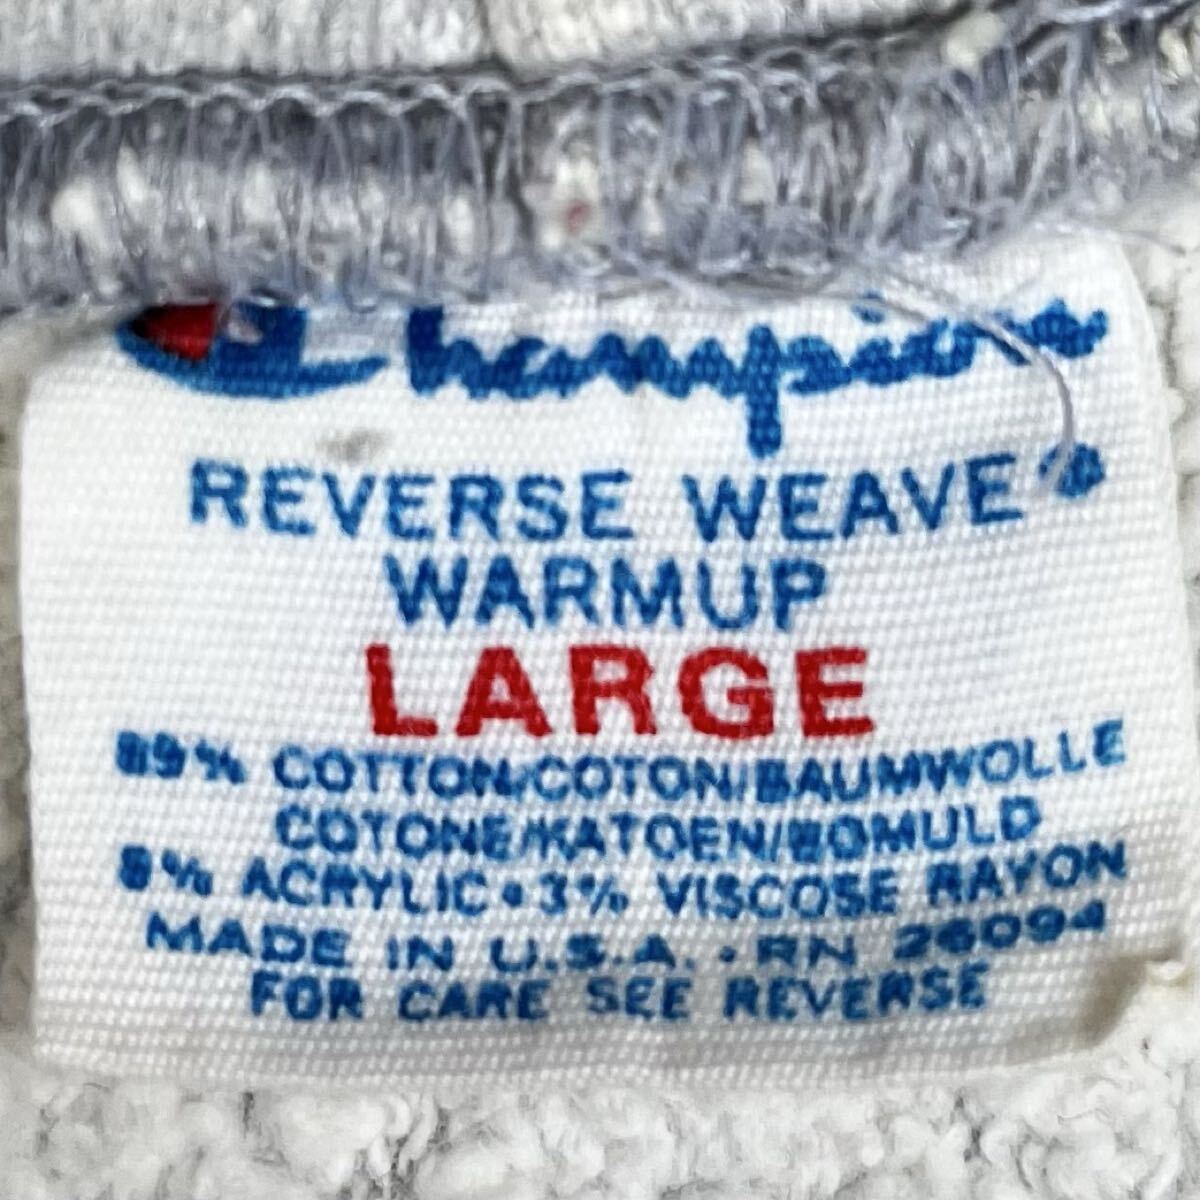 Champion
REVERSE WEAVE®
WARMUP
LARGE
89% COTTON/COTON/BAUMWOLLE
COTONE/KATOEN/BOMULD
8% ACRYLIC • 3% VISCOSE RAYON
MADE IN U.S.A. • RN 26094
FOR CARE SEE REVERSE